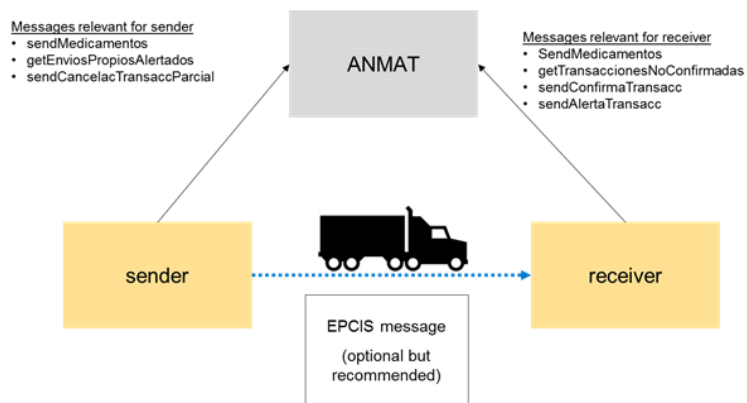 Messages relevant for sender
• sendMedicamentos
• getEnviosPropiosAlertados
• sendCancelacTransaccParcial
ANMAT
Messages relevant for receiver
• SendMedicamentos
• getTransaccionesNoConfirmadas
• sendConfirmaTransacc
• sendAlertaTransacc
sender
receiver
EPCIS message
(optional but
recommended)